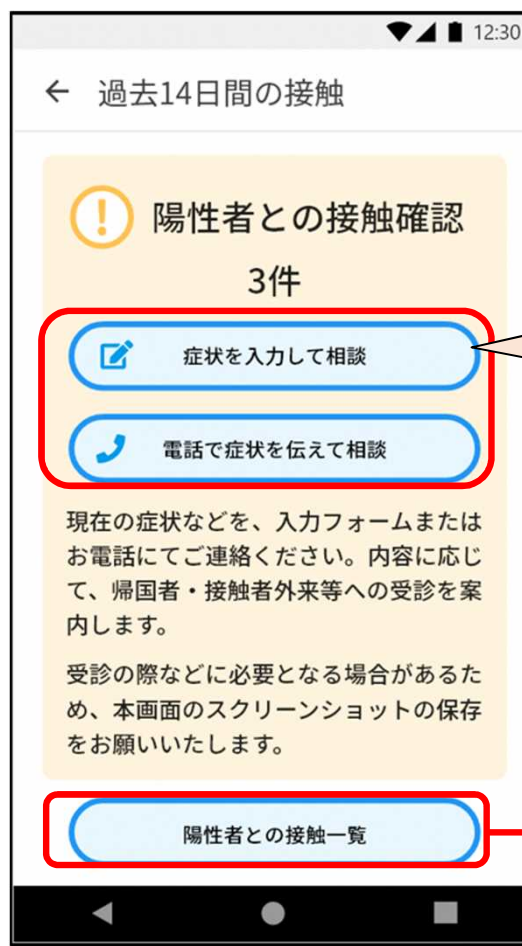 12:30
過去14日間の接触
陽性者との接触確認
3件
症状を入力して相談
電話で症状を伝えて相談
現在の症状などを、入力フォームまたは
お電話にてご連絡ください。内容に応じ
て、帰国者・接触者外来等への受診を案
内します。
受診の際などに必要となる場合があるた
め、本画面のスクリーンショットの保存
をお願いいたします。
陽性者との接触一覧